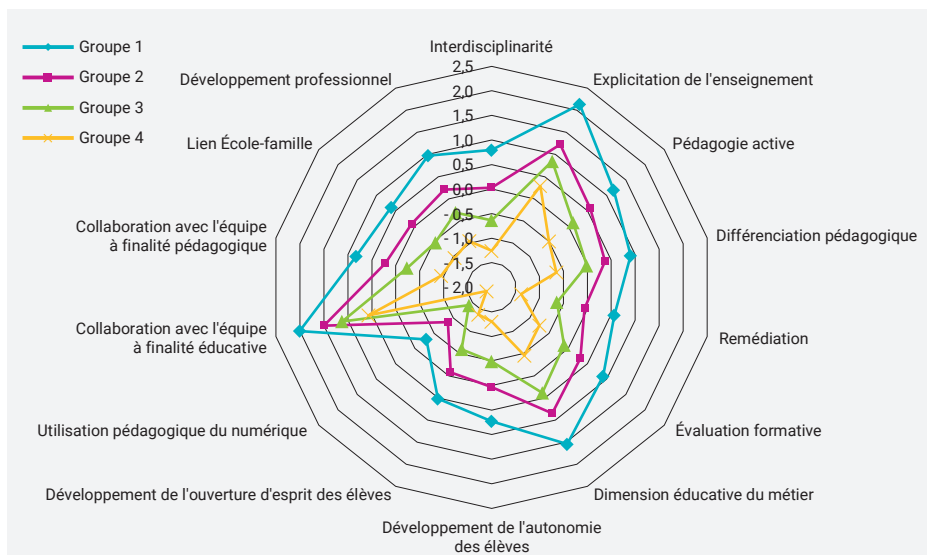 Groupe 1
Groupe 2
Groupe 3
Groupe 4
Interdisciplinarité
Explicitation de l'enseignement
Pédagogie active
Différenciation pédagogique
Remédiation
Évaluation formative
Dimension éducative du métier
Développement de l'autonomie
des élèves
Développement de l'ouverture d'esprit des élèves
Utilisation pédagogique du numérique
Collaboration avec l'équipe
à finalité éducative
Collaboration avec l'équipe
à finalité pédagogique
Lien École-famille
Développement professionnel
2,5
2,0
1,5
1,0
0,5
0,0
- 0,5
- 1,0
1,5
- 2,0